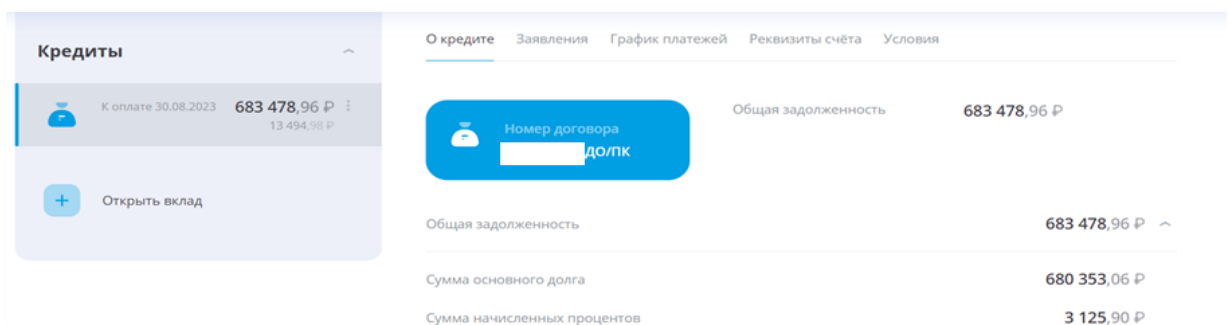 Кредиты
К оплате 30.08.2023 683 478,96 ₽
13 494,98 ₽
+ Открыть вклад
О кредите Заявления График платежей Реквизиты счёта Условия
Номер договора
ДО/ПК
Общая задолженность 683 478,96 ₽
Общая задолженность 683 478,96 ₽
Сумма основного долга 680 353,06 ₽
Сумма начисленных процентов 3 125,90 ₽